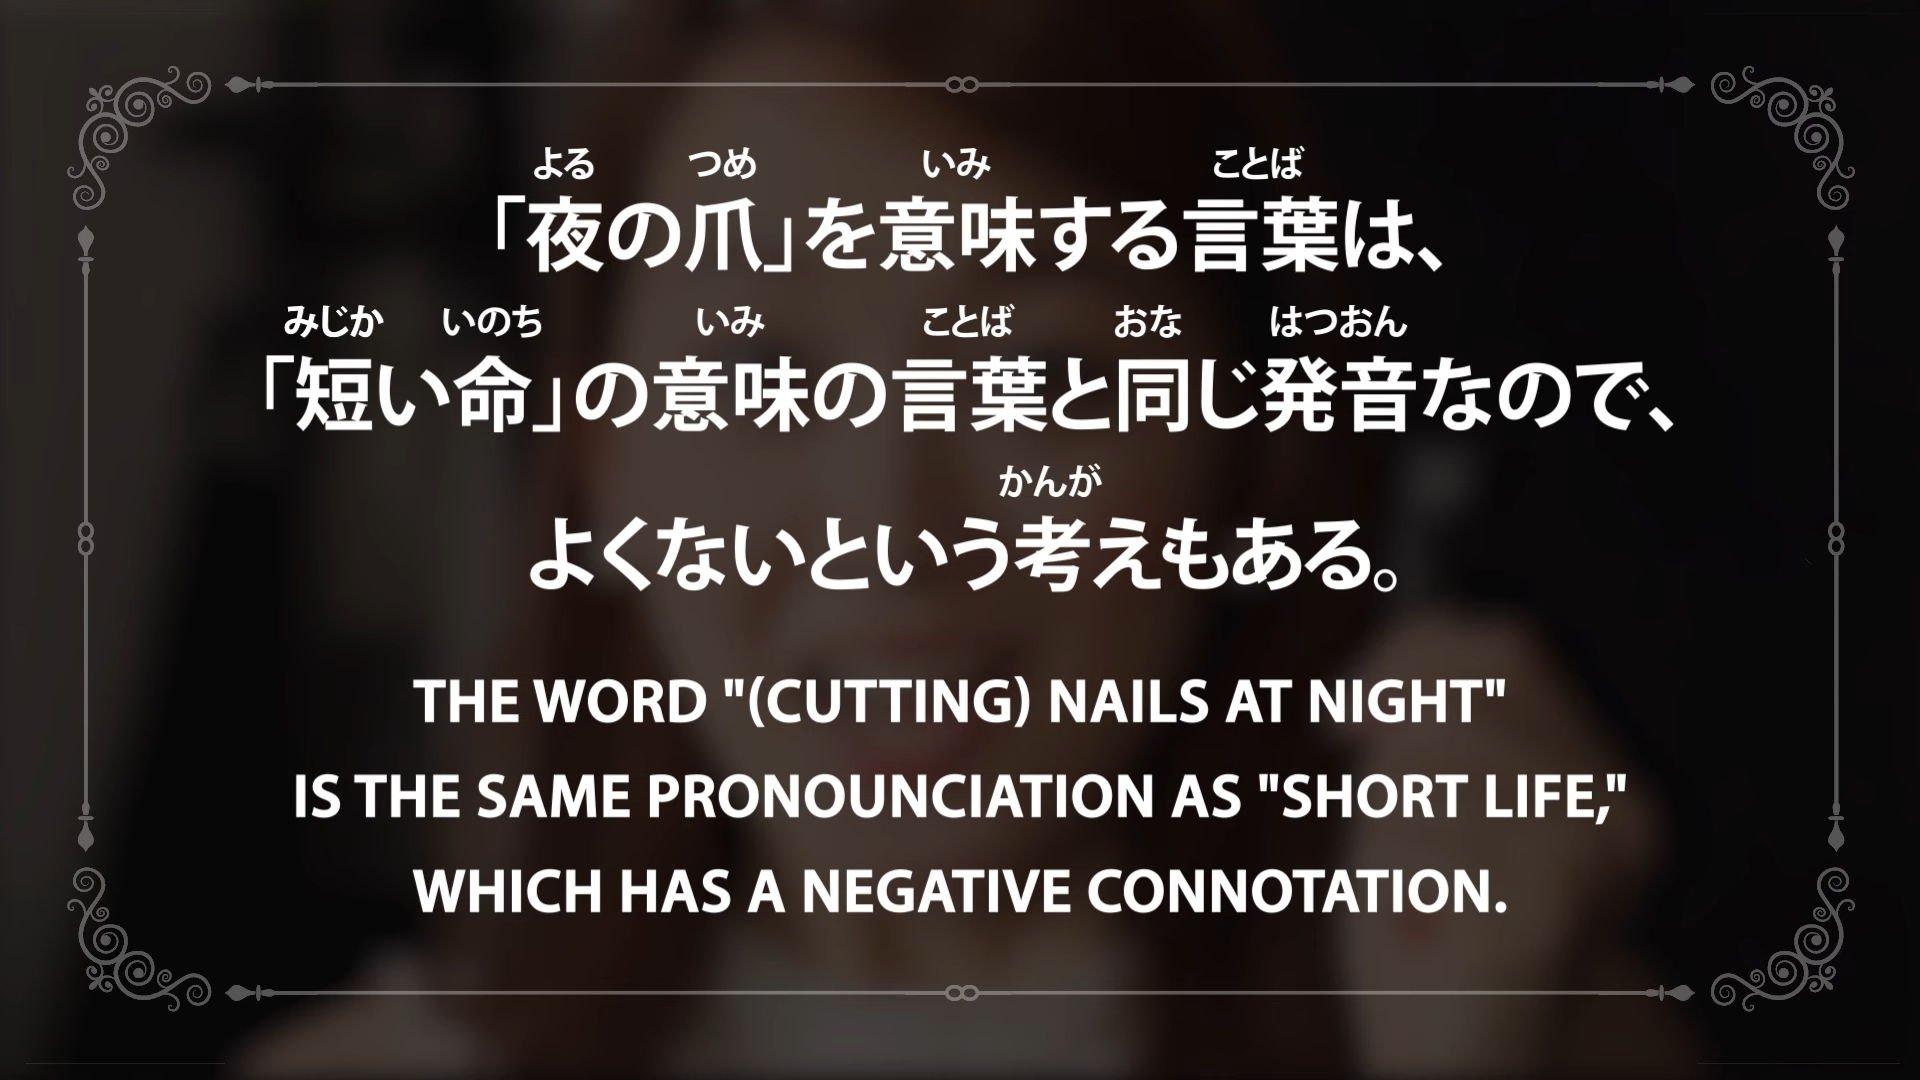 よる つめ いみ ことば
「夜の爪」を意味する言葉は、
みじか いのち いみ ことば おな はつおん
「短い命」の意味の言葉と同じ発音なので、
かんが
よくないという考えもある。
THE WORD "(CUTTING) NAILS AT NIGHT"
IS THE SAME PRONOUNCIATION AS "SHORT LIFE,"
WHICH HAS A NEGATIVE CONNOTATION.